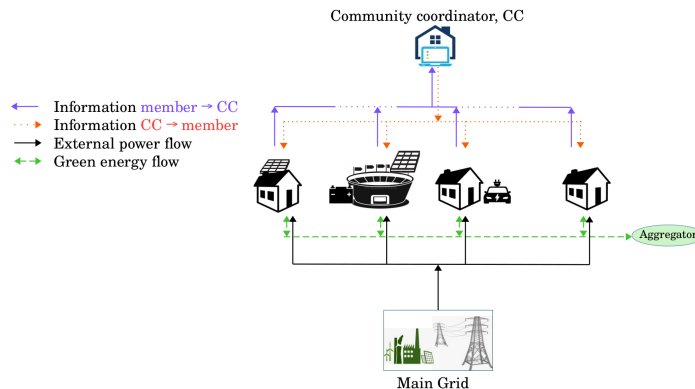 Community coordinator, CC
Information member → CC
Information CC → member
External power flow
Green energy flow
Aggregator
Main Grid